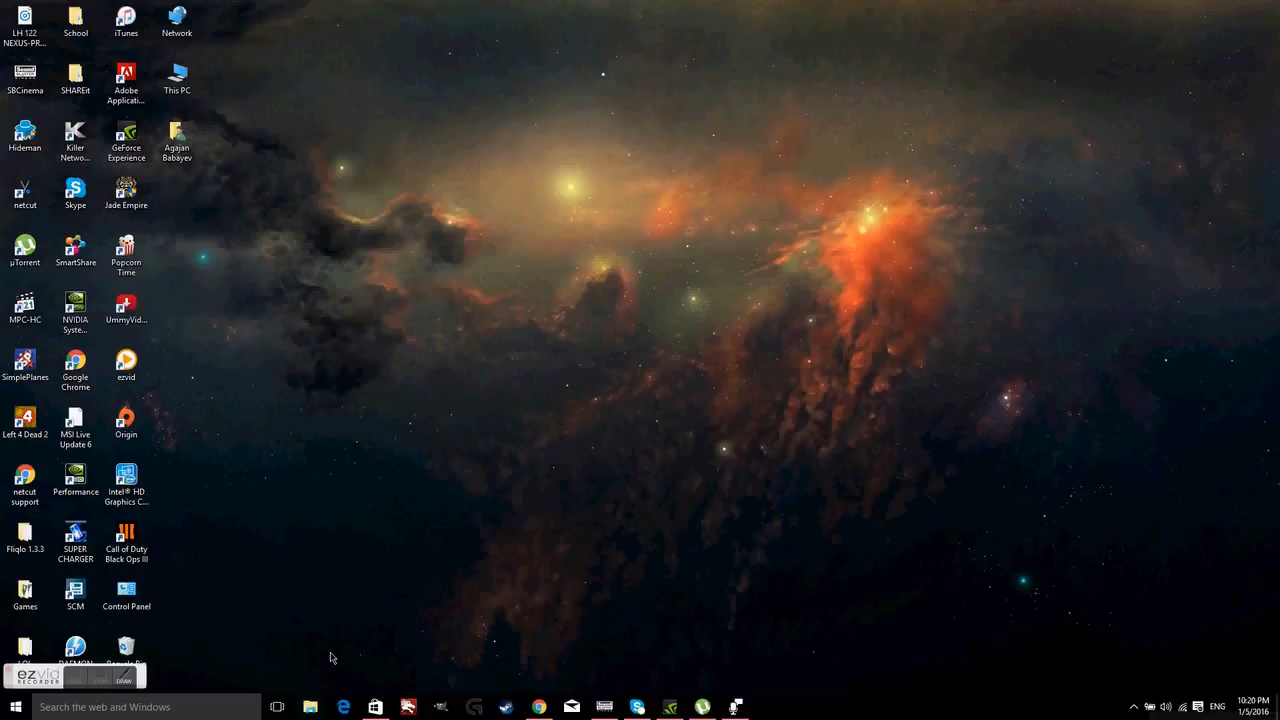 LH 122
NEXUS-PR...
School
iTunes
Network
SBCinema
SHAREit
Adobe
Applicati...
This PC
Hideman
Killer
Netwo...
GeForce
Experience
Agajan
Babayev
netcut
Skype
Jade Empire
µTorrent
SmartShare
Popcorn
Time
MPC-HC
NVIDIA
Syste...
UmmyVid...
SimplePlanes
Google
Chrome
ezvid
Left 4 Dead 2
MSI Live
Update 6
Origin
netcut
support
Performance
Intel® HD
Graphics C...
Fliqlo 1.3.3
SUPER
CHARGER
Call of Duty
Black Ops III
Games
SCM
Control Panel
ezvid
RECORDER
DRAW
Search the web and Windows
ENG
10:20 PM
1/5/2016